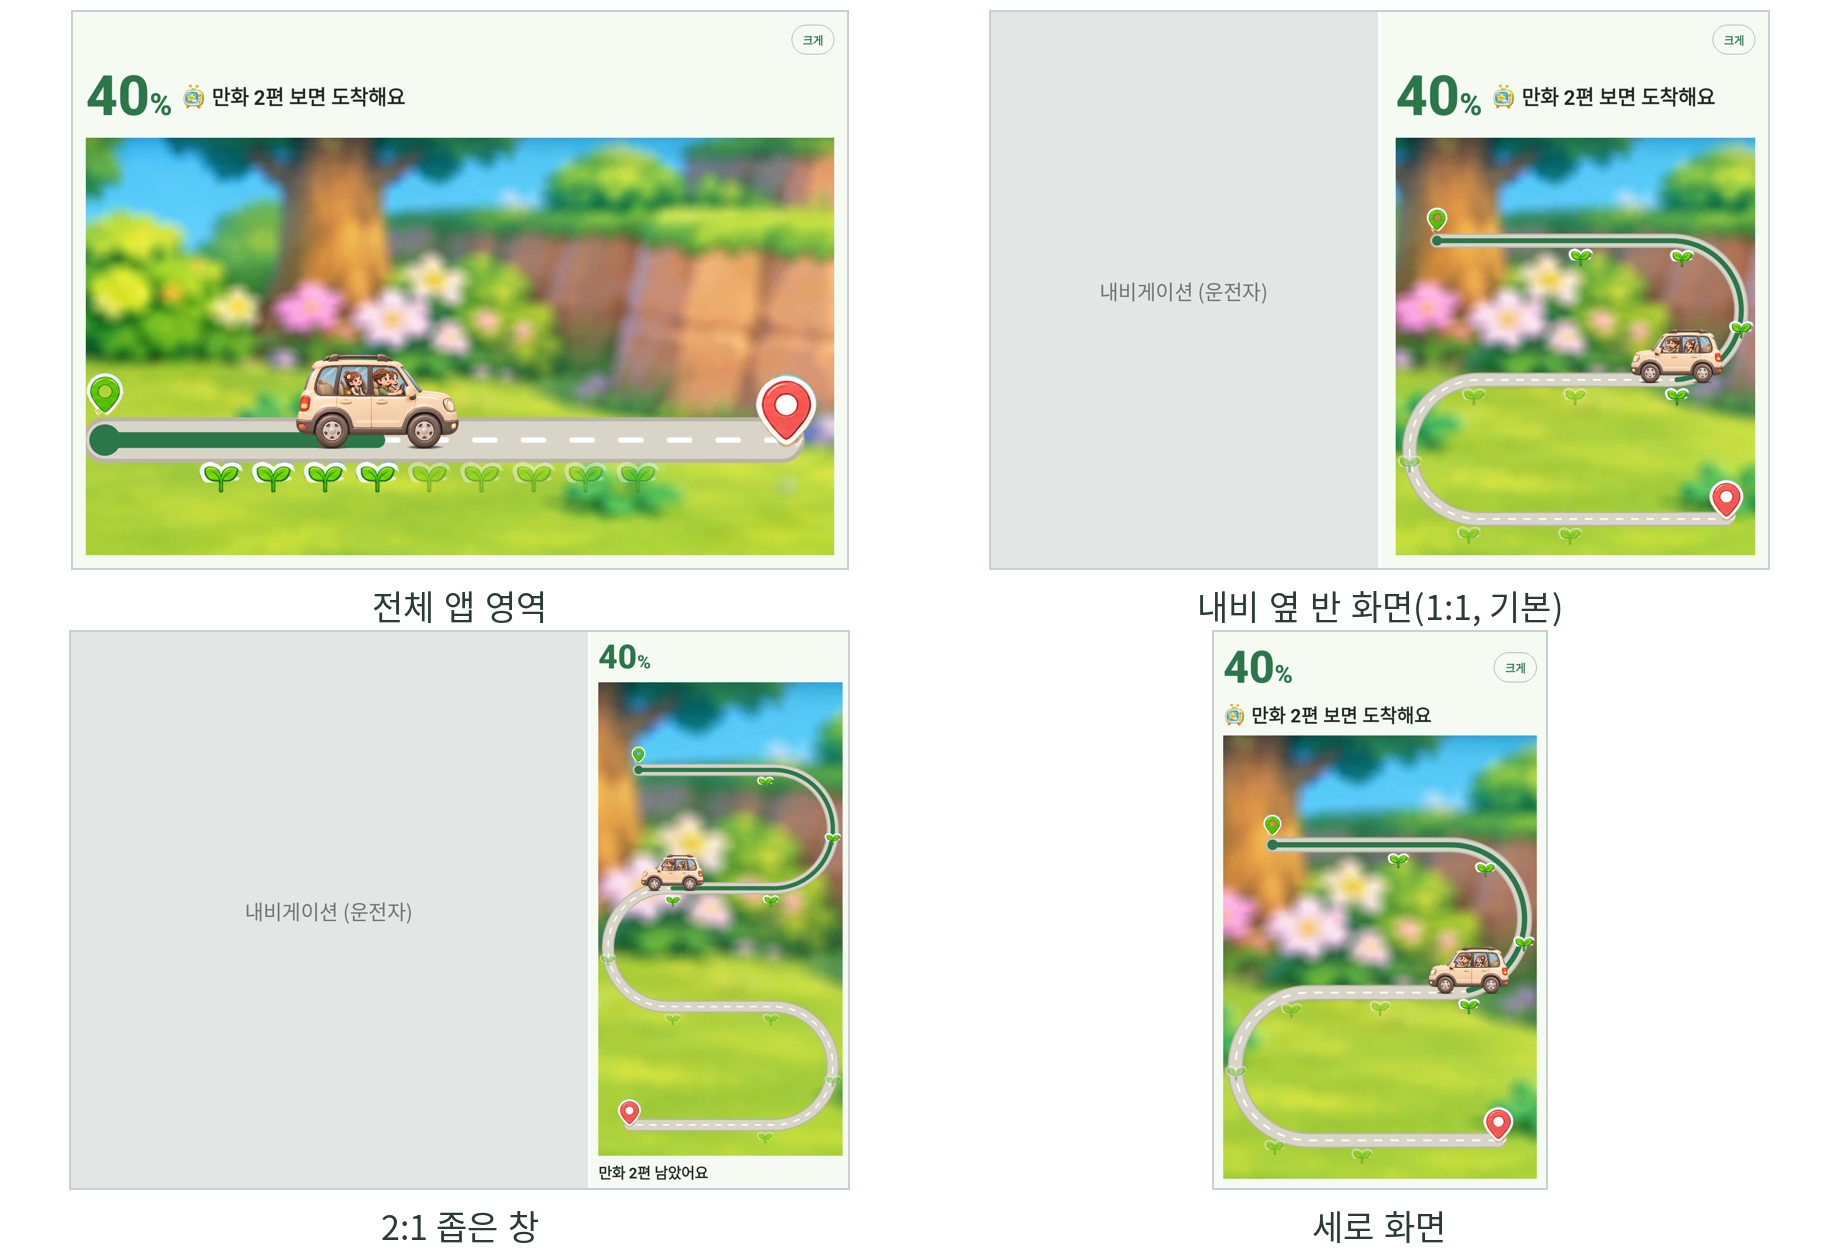 크게
40%
만화 2편 보면 도착해요
전체 앱 영역
내비게이션 (운전자)
크게
40%
만화 2편 보면 도착해요
내비 옆 반 화면(1:1, 기본)
내비게이션 (운전자)
40%
만화 2편 남았어요
2:1 좁은 창
40%
크게
만화 2편 보면 도착해요
세로 화면